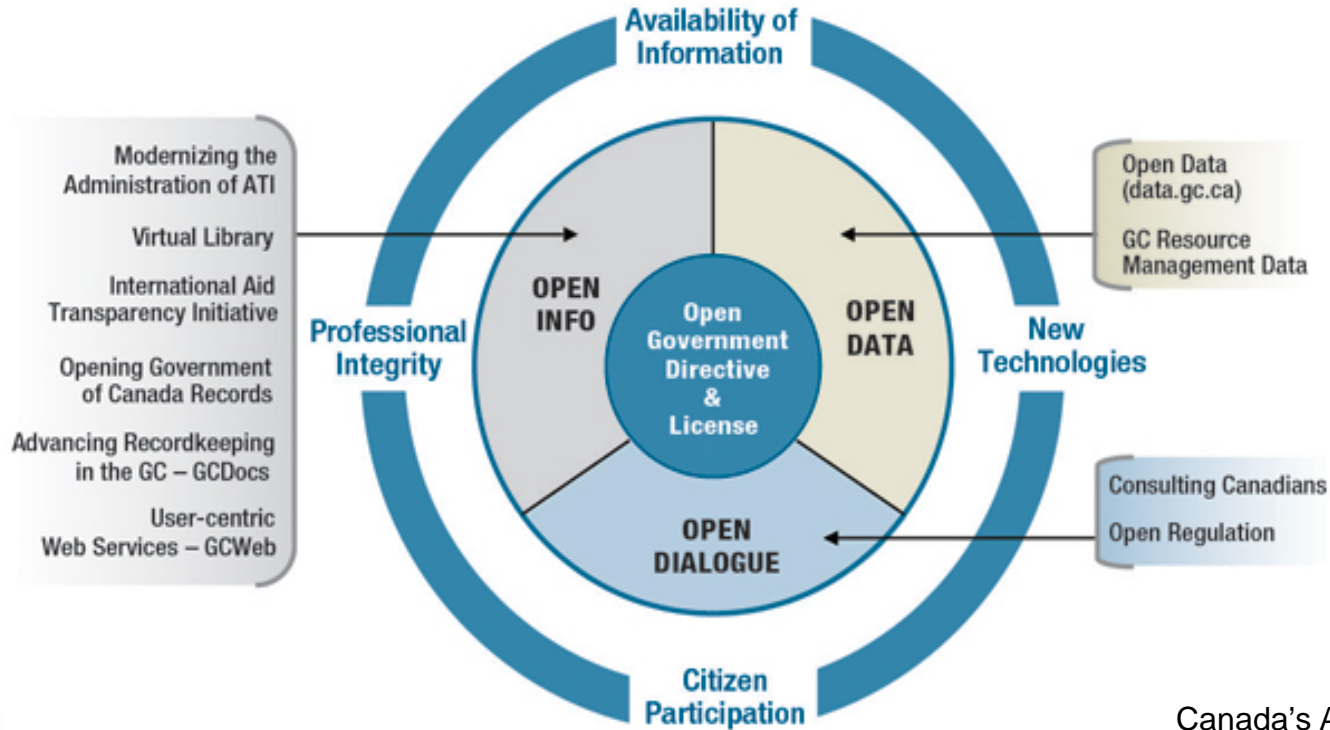 Availability of
Information
Modernizing the
Administration of ATI
Virtual Library
International Aid
Transparency Initiative
Opening Government
of Canada Records
Advancing Recordkeeping
in the GC – GCDocs
User-centric
Web Services – GCWeb
Professional
Integrity
OPEN
INFO
Open
Government
Directive
&
License
OPEN
DATA
OPEN
DIALOGUE
New
Technologies
Open Data
(data.gc.ca)
GC Resource
Management Data
Consulting Canadians
Open Regulation
Citizen
Participation
Canada's A